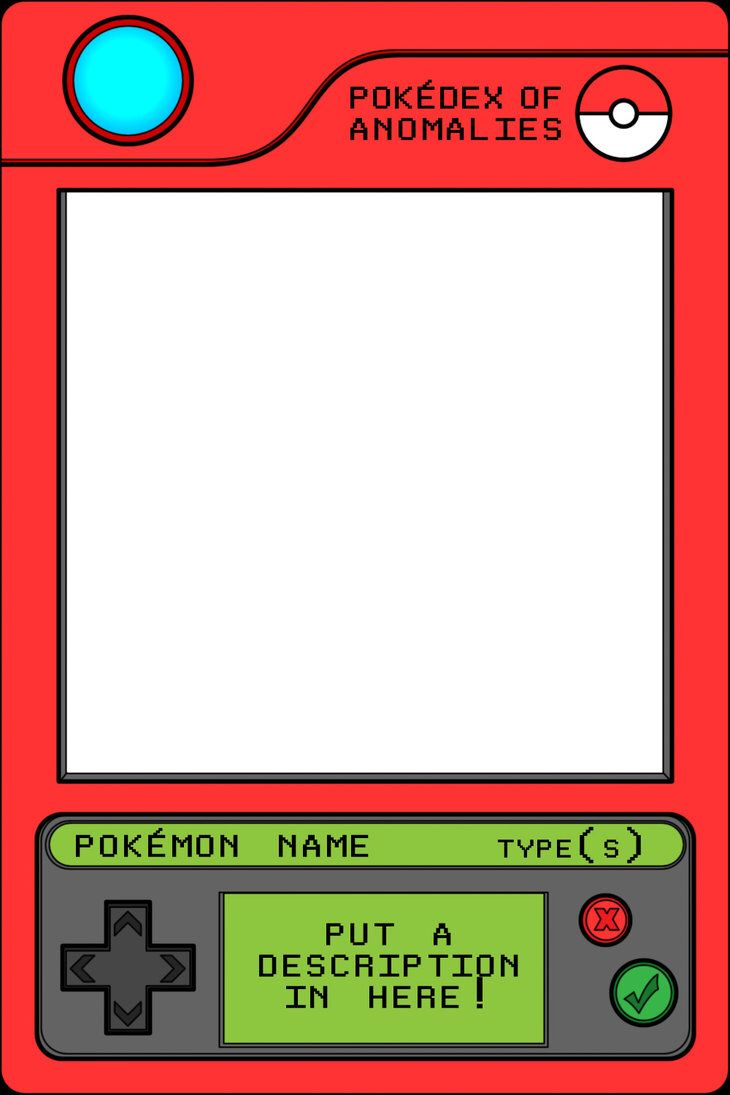 POKÉDEX OF
ANOMALIES
POKÉMON NAME TYPE(S)
PUT A
DESCRIPTION
IN HERE!
X